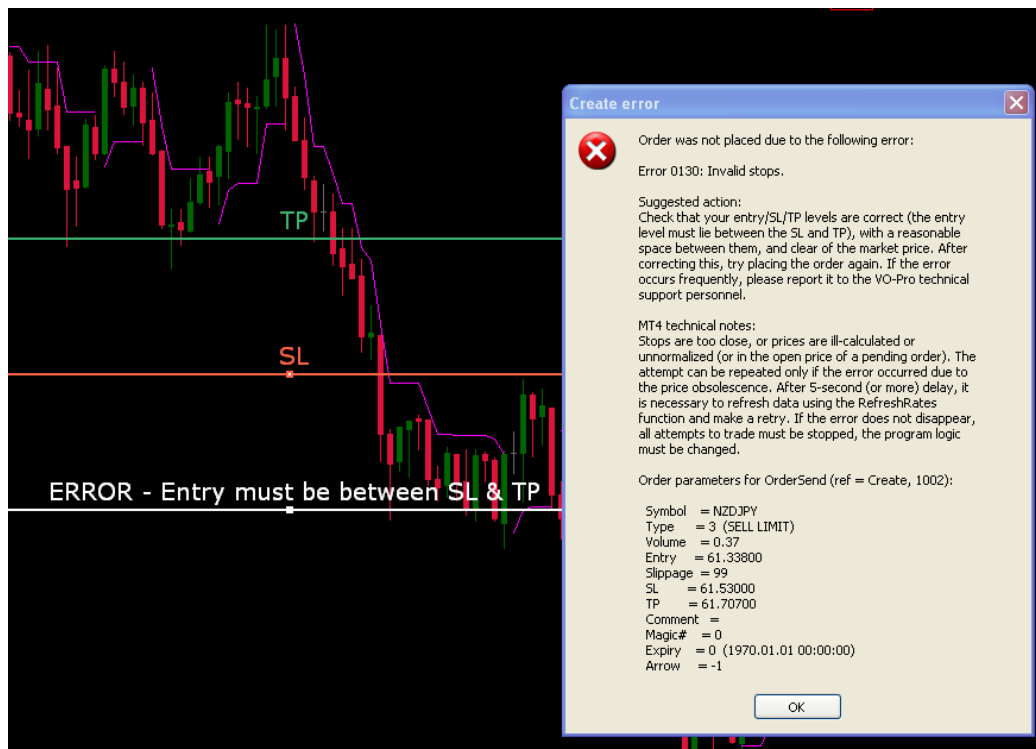 TP
SL
ERROR - Entry must be between SL & TP
Create error
Order was not placed due to the following error:
Error 0130: Invalid stops.
Suggested action:
Check that your entry/SL/TP levels are correct (the entry
level must lie between the SL and TP), with a reasonable
space between them, and clear of the market price. After
correcting this, try placing the order again. If the error
occurs frequently, please report it to the VO-Pro technical
support personnel.
MT4 technical notes:
Stops are too close, or prices are ill-calculated or
unnormalized (or in the open price of a pending order). The
attempt can be repeated only if the error occurred due to
the price obsolescence. After 5-second (or more) delay, it
is necessary to refresh data using the RefreshRates
function and make a retry. If the error does not disappear,
all attempts to trade must be stopped, the program logic
must be changed.
Order parameters for OrderSend (ref = Create, 1002):
Symbol = NZDJPY
Type = 3 (SELL LIMIT)
Volume = 0.37
Entry = 61.33800
Slippage = 99
SL = 61.53000
TP = 61.70700
Comment =
Magic# = 0
Expiry = 0 (1970.01.01 00:00:00)
Arrow = -1
OK